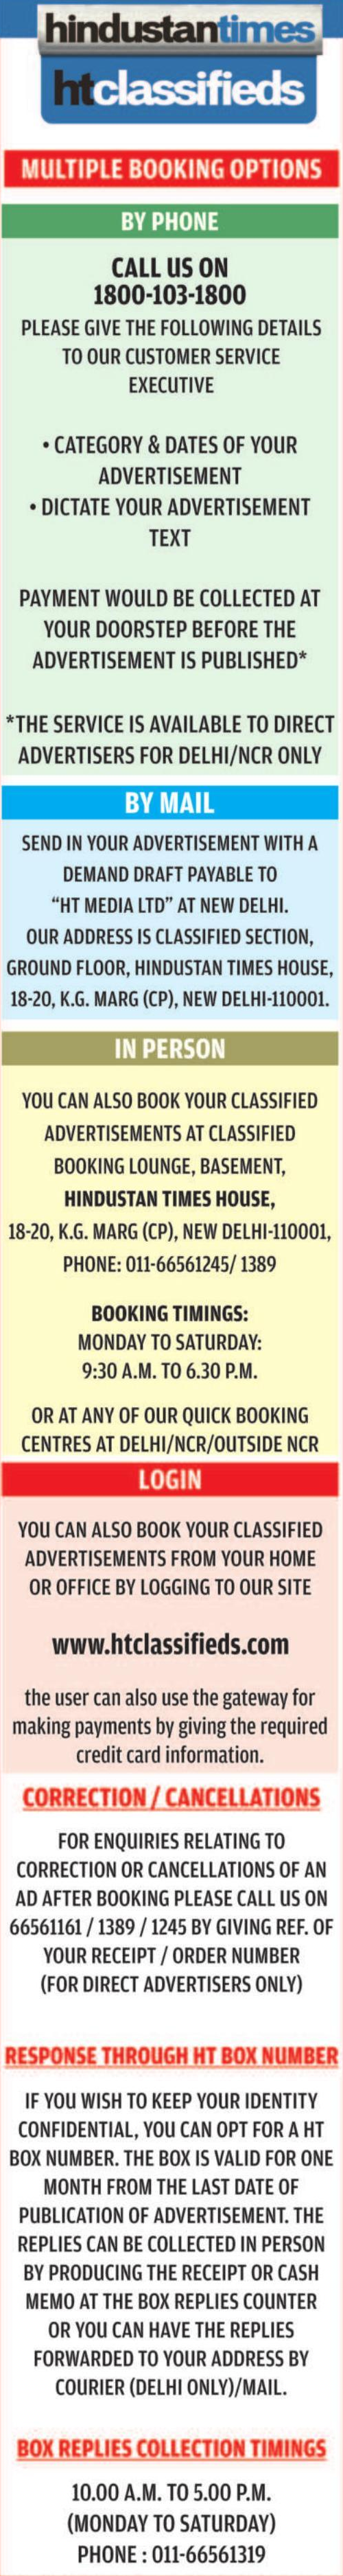 hindustantimes
htclassifieds
MULTIPLE BOOKING OPTIONS
BY PHONE
CALL US ON
1800-103-1800
PLEASE GIVE THE FOLLOWING DETAILS
TO OUR CUSTOMER SERVICE
EXECUTIVE
• CATEGORY & DATES OF YOUR
ADVERTISEMENT
• DICTATE YOUR ADVERTISEMENT
TEXT
PAYMENT WOULD BE COLLECTED AT
YOUR DOORSTEP BEFORE THE
ADVERTISEMENT IS PUBLISHED*
*THE SERVICE IS AVAILABLE TO DIRECT
ADVERTISERS FOR DELHI/NCR ONLY
BY MAIL
SEND IN YOUR ADVERTISEMENT WITH A
DEMAND DRAFT PAYABLE TO
“HT MEDIA LTD” AT NEW DELHI.
OUR ADDRESS IS CLASSIFIED SECTION,
GROUND FLOOR, HINDUSTAN TIMES HOUSE,
18-20, K.G. MARG (CP), NEW DELHI-110001.
IN PERSON
YOU CAN ALSO BOOK YOUR CLASSIFIED
ADVERTISEMENTS AT CLASSIFIED
BOOKING LOUNGE, BASEMENT,
HINDUSTAN TIMES HOUSE,
18-20, K.G. MARG (CP), NEW DELHI-110001,
PHONE: 011-66561245/ 1389
BOOKING TIMINGS:
MONDAY TO SATURDAY:
9:30 A.M. TO 6.30 P.M.
OR AT ANY OF OUR QUICK BOOKING
CENTRES AT DELHI/NCR/OUTSIDE NCR
LOGIN
YOU CAN ALSO BOOK YOUR CLASSIFIED
ADVERTISEMENTS FROM YOUR HOME
OR OFFICE BY LOGGING TO OUR SITE
www.htclassifieds.com
the user can also use the gateway for
making payments by giving the required
credit card information.
CORRECTION / CANCELLATIONS
FOR ENQUIRIES RELATING TO
CORRECTION OR CANCELLATIONS OF AN
AD AFTER BOOKING PLEASE CALL US ON
66561161 / 1389 / 1245 BY GIVING REF. OF
YOUR RECEIPT / ORDER NUMBER
(FOR DIRECT ADVERTISERS ONLY)
RESPONSE THROUGH HT BOX NUMBER
IF YOU WISH TO KEEP YOUR IDENTITY
CONFIDENTIAL, YOU CAN OPT FOR A HT
BOX NUMBER. THE BOX IS VALID FOR ONE
MONTH FROM THE LAST DATE OF
PUBLICATION OF ADVERTISEMENT. THE
REPLIES CAN BE COLLECTED IN PERSON
BY PRODUCING THE RECEIPT OR CASH
MEMO AT THE BOX REPLIES COUNTER
OR YOU CAN HAVE THE REPLIES
FORWARDED TO YOUR ADDRESS BY
COURIER (DELHI ONLY)/MAIL.
BOX REPLIES COLLECTION TIMINGS
10.00 A.M. TO 5.00 P.M.
(MONDAY TO SATURDAY)
PHONE : 011-66561319